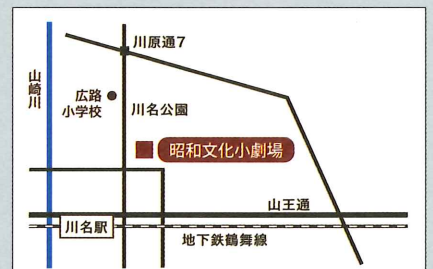 川原通7
山崎川
広路
小学校
川名公園
昭和文化小劇場
山王通
川名駅
地下鉄鶴舞線